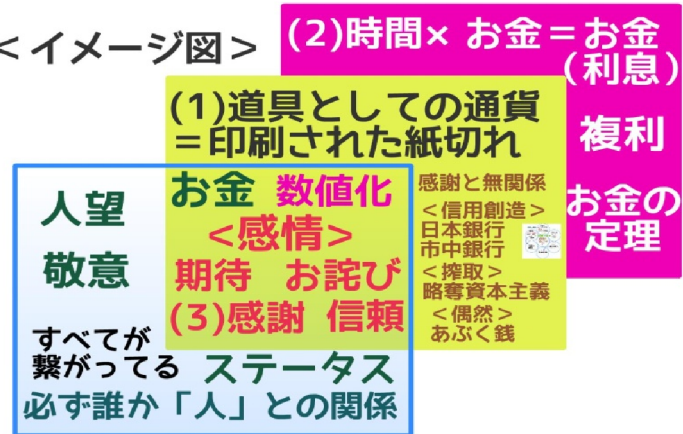 ＜イメージ図＞
(2)時間× お金＝お金
（利息）
複利
お金の
定理
(1)道具としての通貨
＝印刷された紙切れ
感謝と無関係
＜信用創造＞
日本銀行
市中銀行
＜搾取＞
略奪資本主義
＜偶然＞
あぶく銭
お金 数値化
<感情>
期待 お詫び
(3)感謝 信頼
人望
敬意
すべてが
繋がってる
ステータス
必ず誰か「人」との関係